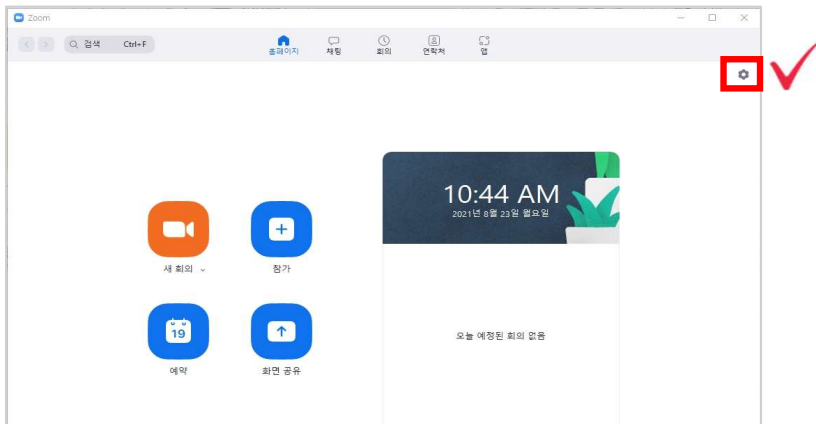 Zoom
검색 Ctrl+F
홈페이지 채팅 회의 연락처 앱
10:44 AM
2021년 8월 23일 월요일
새 회의 참가
19
예약 화면 공유
오늘 예정된 회의 없음